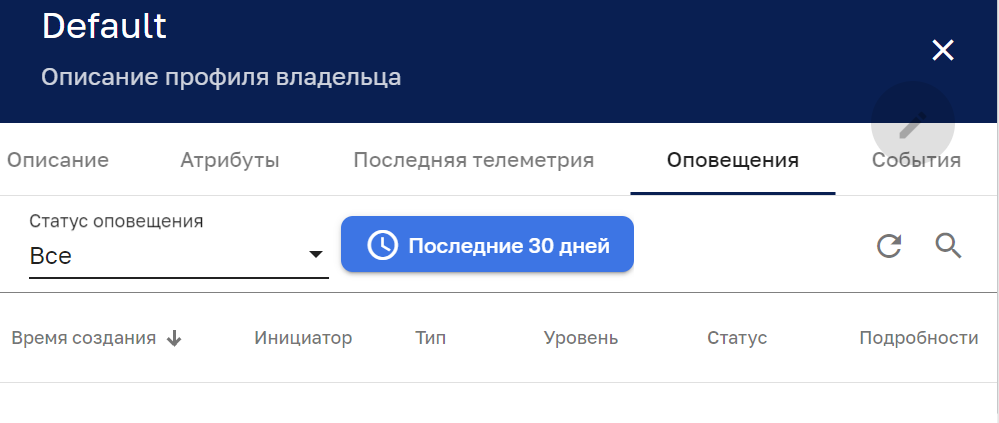 Default
Описание профиля владельца
Описание Атрибуты Последняя телеметрия Оповещения События
Статус оповещения
Все
Последние 30 дней
Время создания Инициатор Тип Уровень Статус Подробности